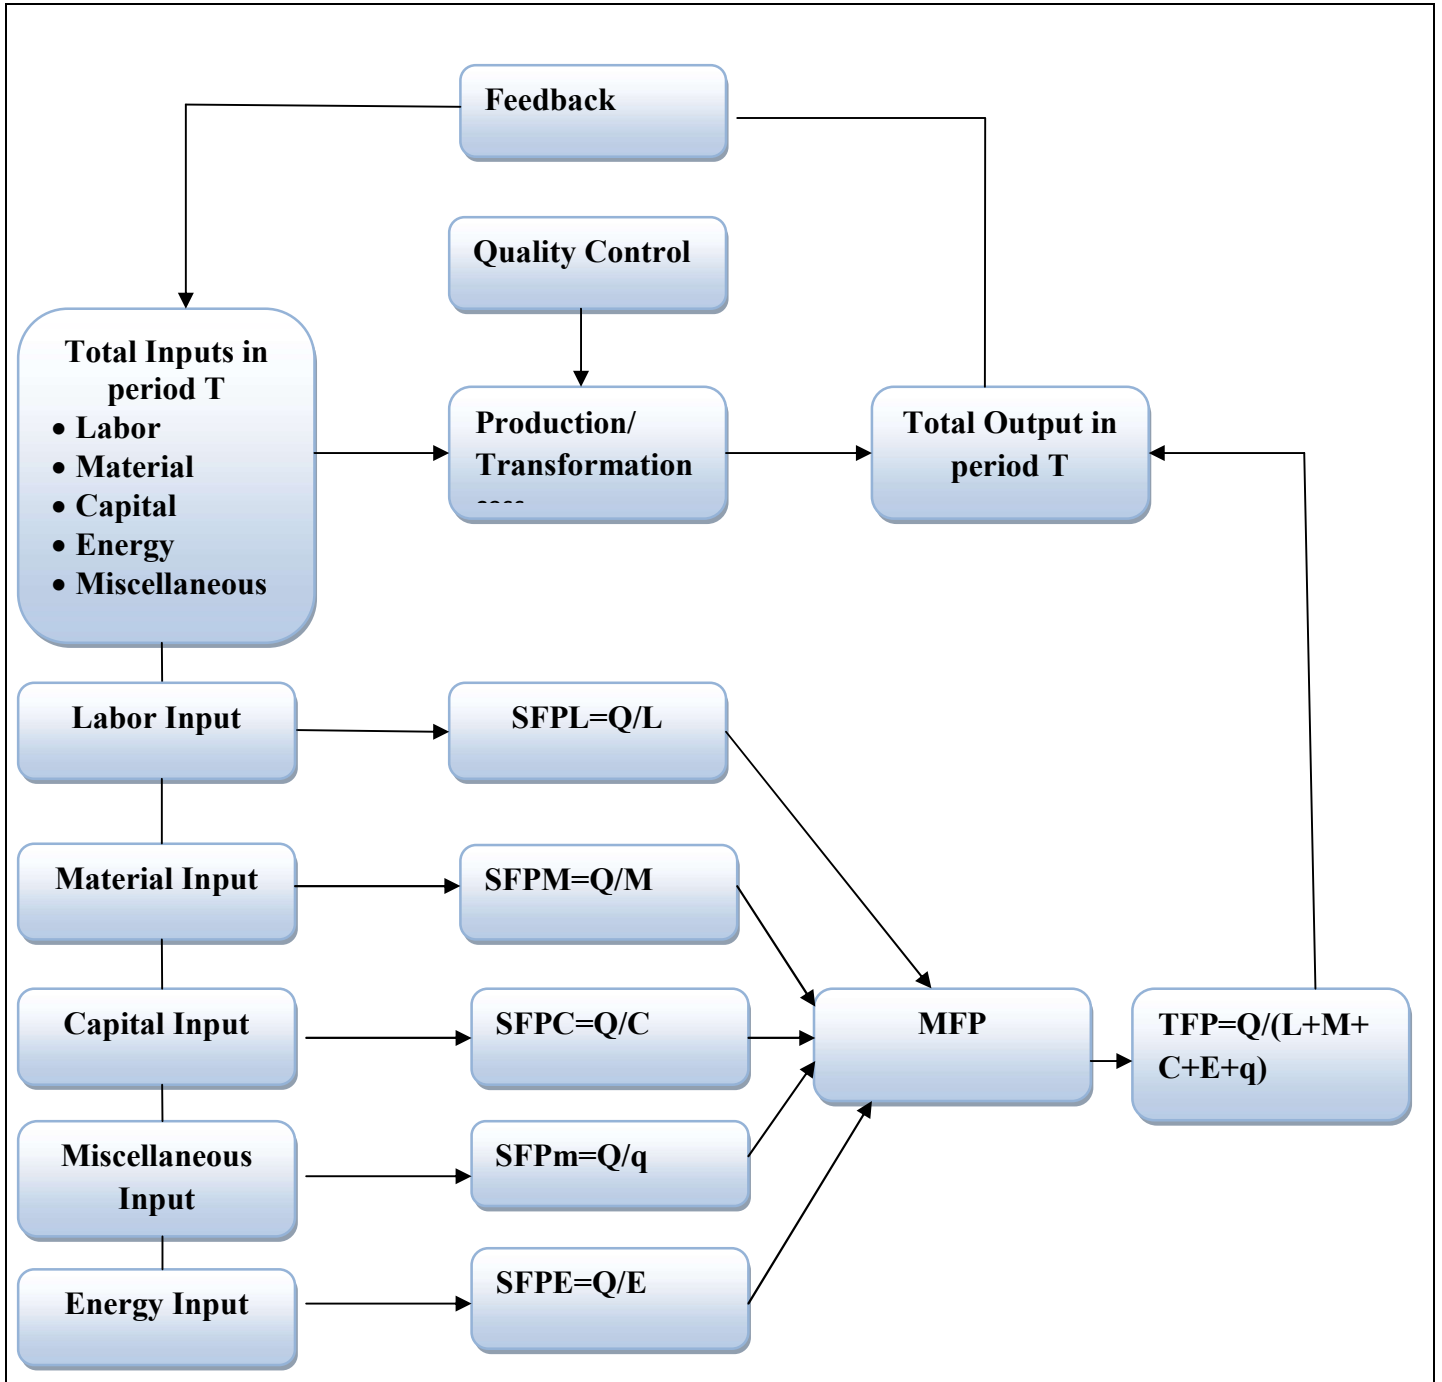 Feedback
Quality Control
Total Inputs in
period T
• Labor
• Material
• Capital
• Energy
• Miscellaneous
Production/
Transformation
Total Output in
period T
Labor Input
SFPL=Q/L
Material Input
SFPM=Q/M
Capital Input
SFPC=Q/C
MFP
TFP=Q/(L+M+
C+E+q)
Miscellaneous
Input
SFPm=Q/q
Energy Input
SFPE=Q/E